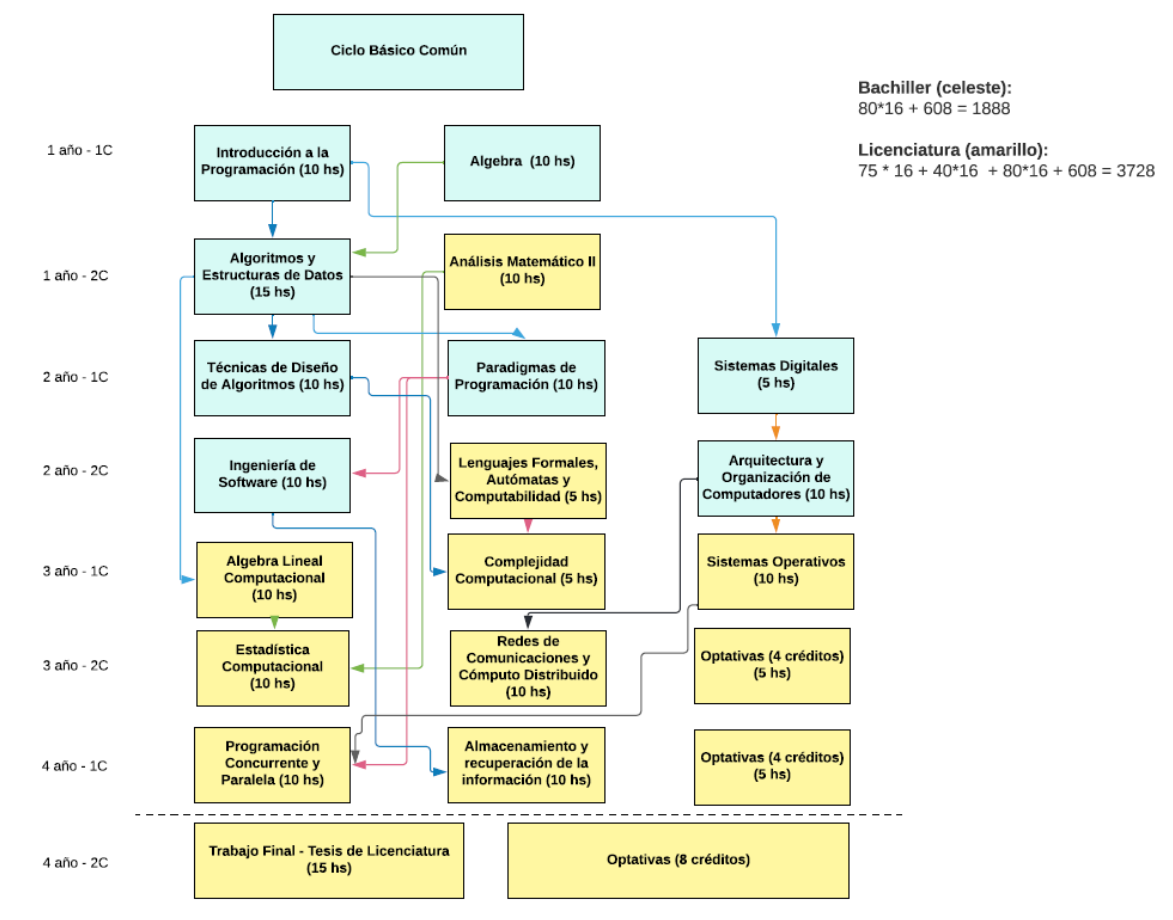 Ciclo Básico Común
Bachiller (celeste):
80*16 + 608 = 1888
Licenciatura (amarillo):
75 * 16 + 40*16  + 80*16 + 608 = 3728
1 año - 1C
Introducción a la
Programación (10 hs)
Algebra  (10 hs)
1 año - 2C
Algoritmos y
Estructuras de Datos
(15 hs)
Análisis Matemático II
(10 hs)
2 año - 1C
Técnicas de Diseño
de Algoritmos (10 hs)
Paradigmas de
Programación (10 hs)
Sistemas Digitales
(5 hs)
2 año - 2C
Ingeniería de
Software (10 hs)
Lenguajes Formales,
Autómatas y
Computabilidad (5 hs)
Arquitectura y
Organización de
Computadores (10 hs)
3 año - 1C
Algebra Lineal
Computacional
(10 hs)
Complejidad
Computacional (5 hs)
Sistemas Operativos
(10 hs)
3 año - 2C
Estadística
Computacional
(10 hs)
Redes de
Comunicaciones y
Cómputo Distribuido
(10 hs)
Optativas (4 créditos)
(5 hs)
4 año - 1C
Programación
Concurrente y
Paralela (10 hs)
Almacenamiento y
recuperación de la
información (10 hs)
Optativas (4 créditos)
(5 hs)
4 año - 2C
Trabajo Final - Tesis de Licenciatura
(15 hs)
Optativas (8 créditos)